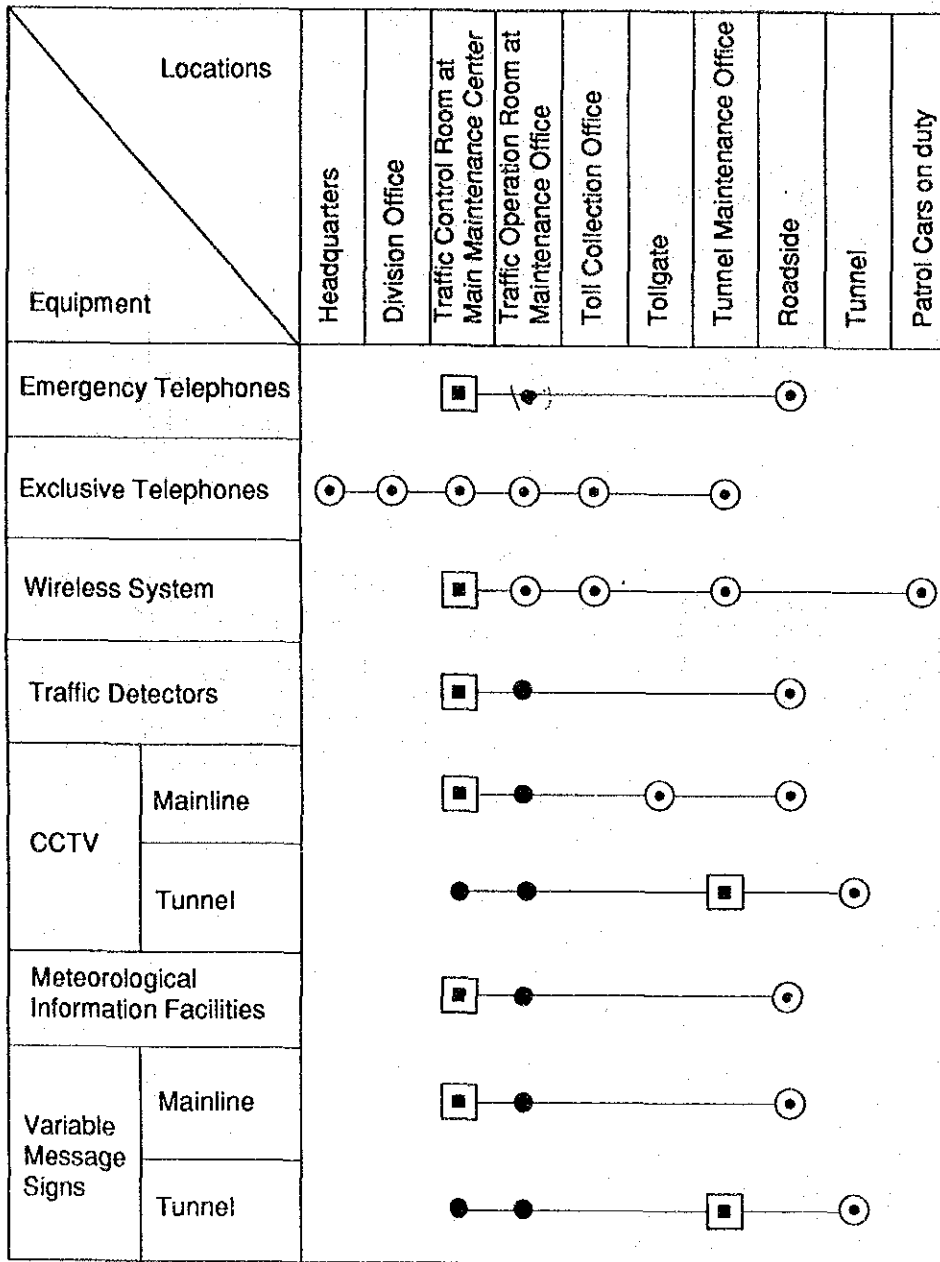 Locations
Equipment
Headquarters
Division Office
Traffic Control Room at
Main Maintenance Center
Traffic Operation Room at
Maintenance Office
Toll Collection Office
Tollgate
Tunnel Maintenance Office
Roadside
Tunnel
Patrol Cars on duty
Emergency Telephones
Exclusive Telephones
Wireless System
Traffic Detectors
CCTV
Mainline
Tunnel
Meteorological
Information Facilities
Variable
Message
Signs
Mainline
Tunnel